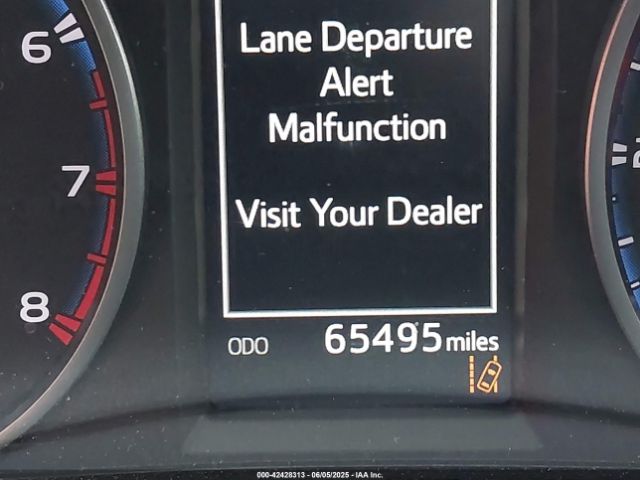 6
7
8
Lane Departure
Alert
Malfunction
Visit Your Dealer
ODO 65495 miles
000-42428313 - 06/05/2025 - IAA Inc.